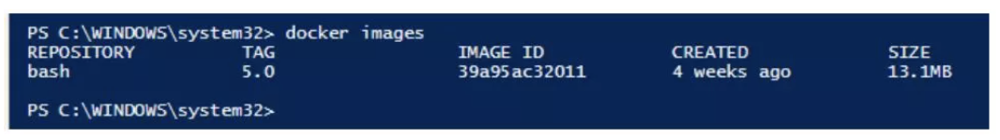 PS C:\WINDOWS\system32> docker images
REPOSITORY TAG IMAGE ID CREATED SIZE
bash 5.0 39a95ac32011 4 weeks ago 13.1MB
PS C:\WINDOWS\system32>